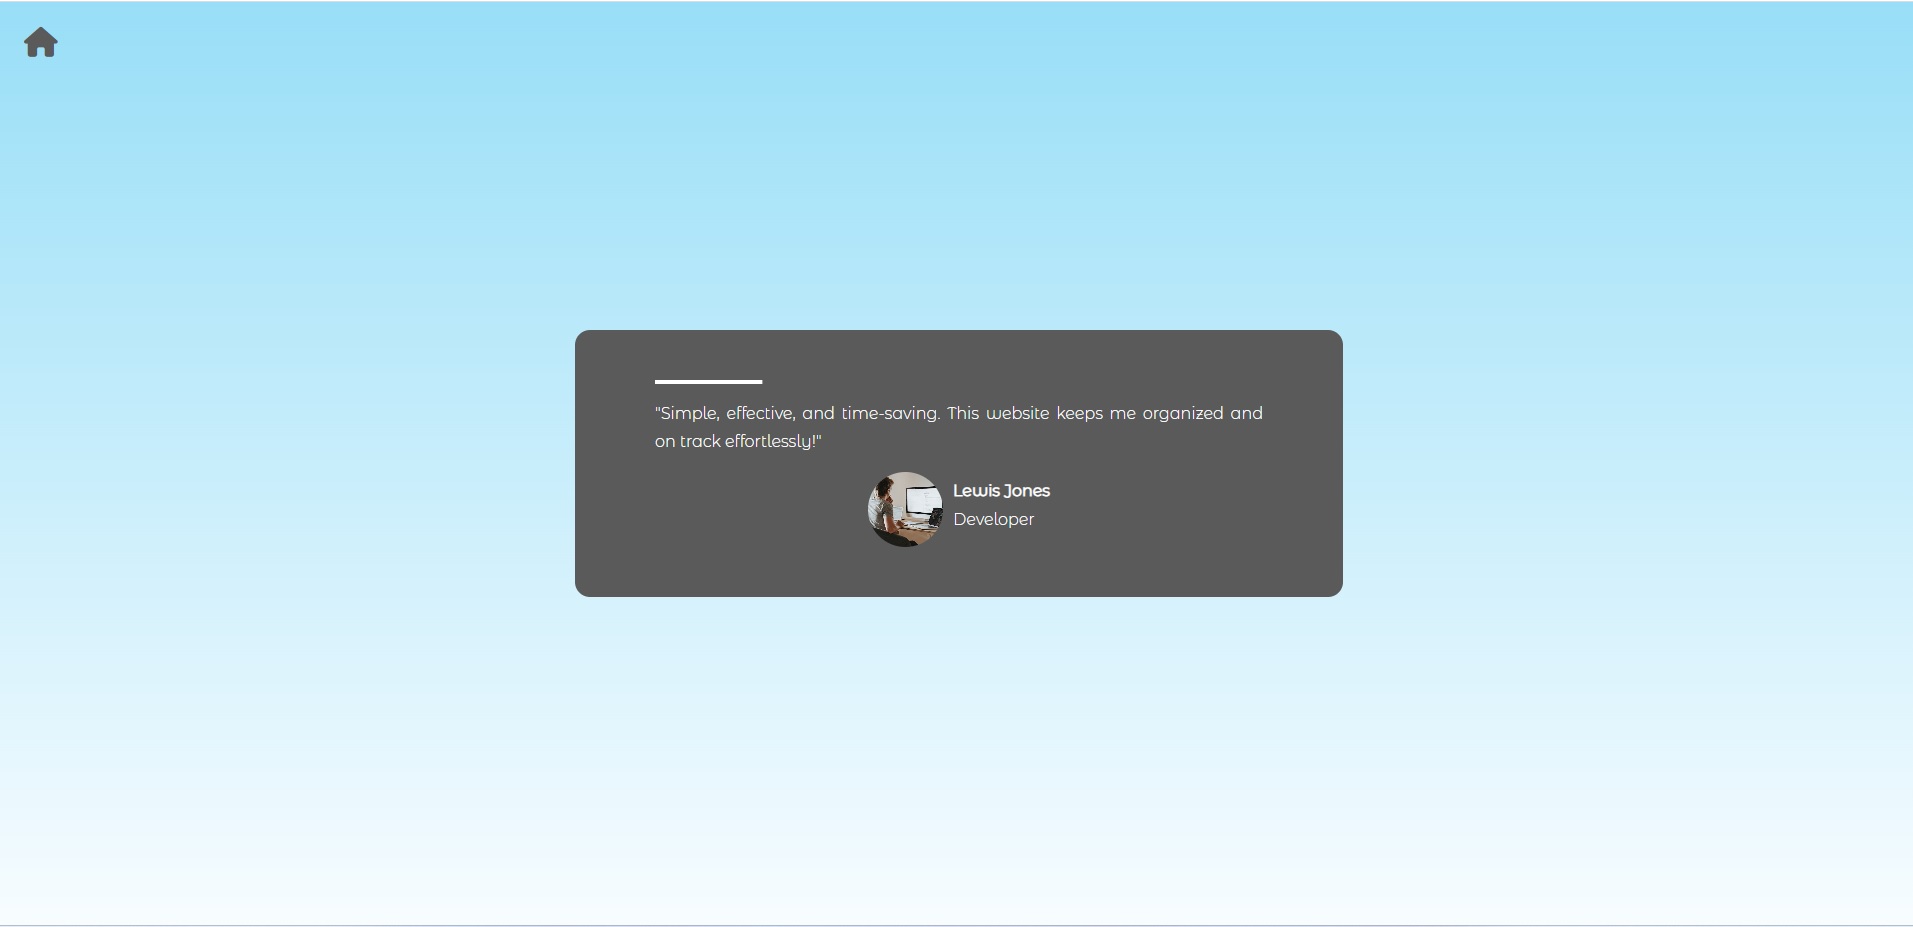 "Simple, effective, and time-saving. This website keeps me organized and
on track effortlessly!"
Lewis Jones
Developer